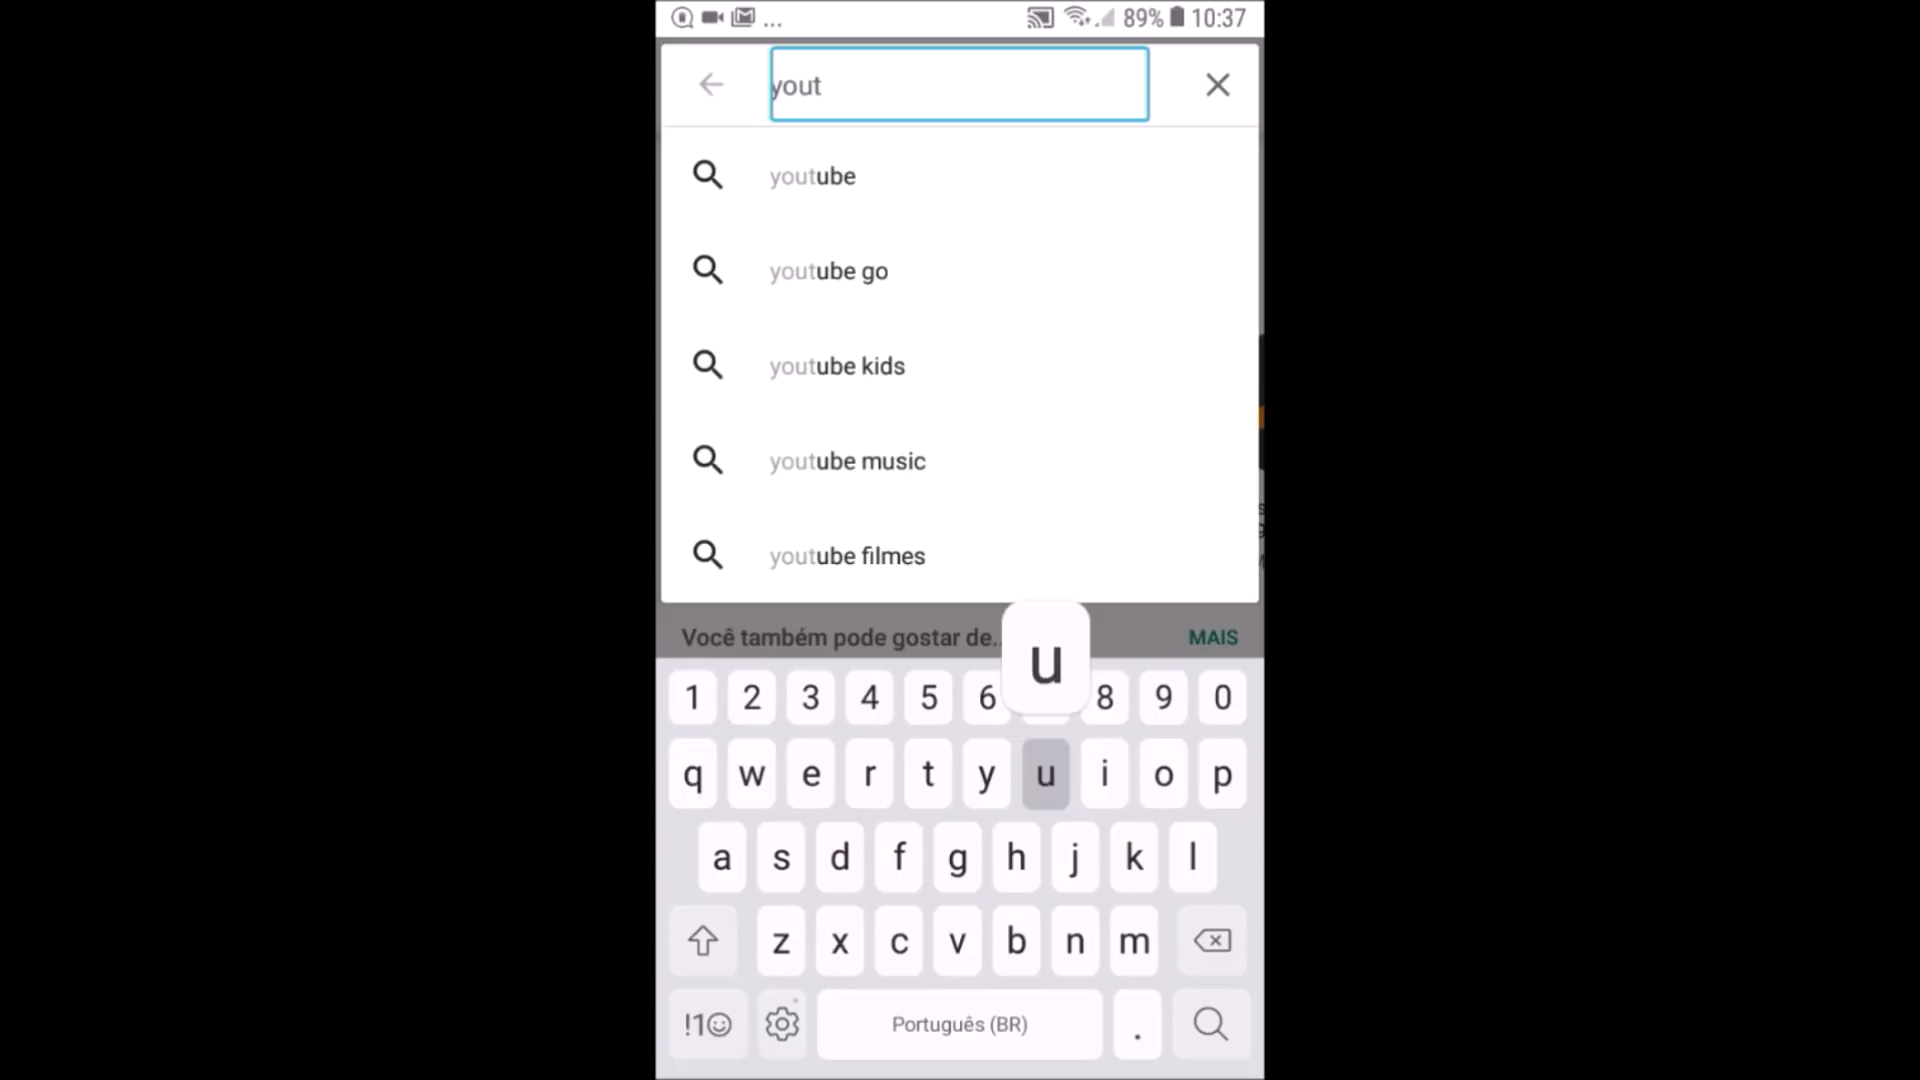 ... 89% 10:37
yout
youtube
youtube go
youtube kids
youtube music
youtube filmes
Você também pode gostar de.. MAIS
u
1 2 3 4 5 6 8 9 0
q w e r t y u i o p
a s d f g h j k l
z x c v b n m
!1☺ Português (BR) .